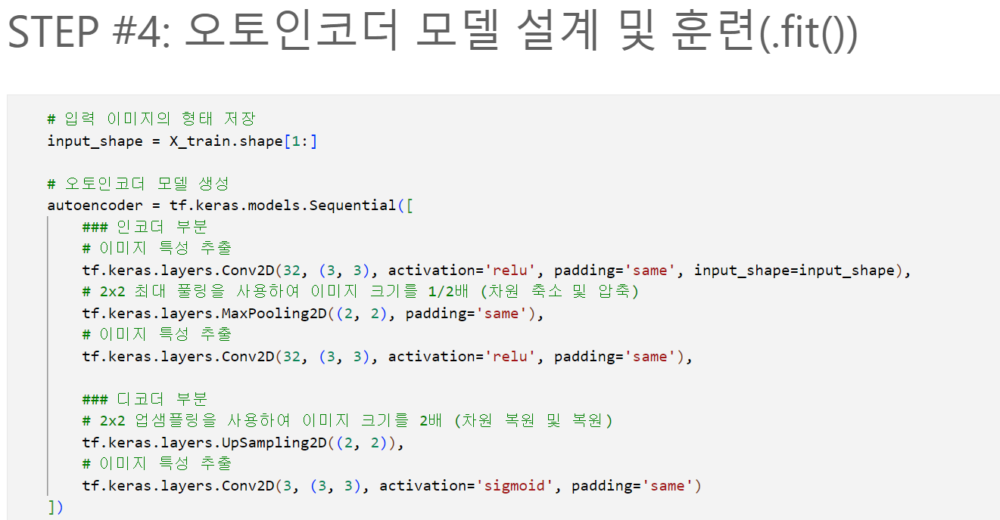 STEP #4: 오토인코더 모델 설계 및 훈련(.fit())
# 입력 이미지의 형태 저장
input_shape = X_train.shape[1:]
# 오토인코더 모델 생성
autoencoder = tf.keras.models.Sequential([
### 인코더 부분
# 이미지 특성 추출
tf.keras.layers.Conv2D(32, (3, 3), activation='relu', padding='same', input_shape=input_shape),
# 2x2 최대 풀링을 사용하여 이미지 크기를 1/2배 (차원 축소 및 압축)
tf.keras.layers.MaxPooling2D((2, 2), padding='same'),
# 이미지 특성 추출
tf.keras.layers.Conv2D(32, (3, 3), activation='relu', padding='same'),
### 디코더 부분
# 2x2 업샘플링을 사용하여 이미지 크기를 2배 (차원 복원 및 복원)
tf.keras.layers.UpSampling2D((2, 2)),
# 이미지 특성 추출
tf.keras.layers.Conv2D(3, (3, 3), activation='sigmoid', padding='same')
])